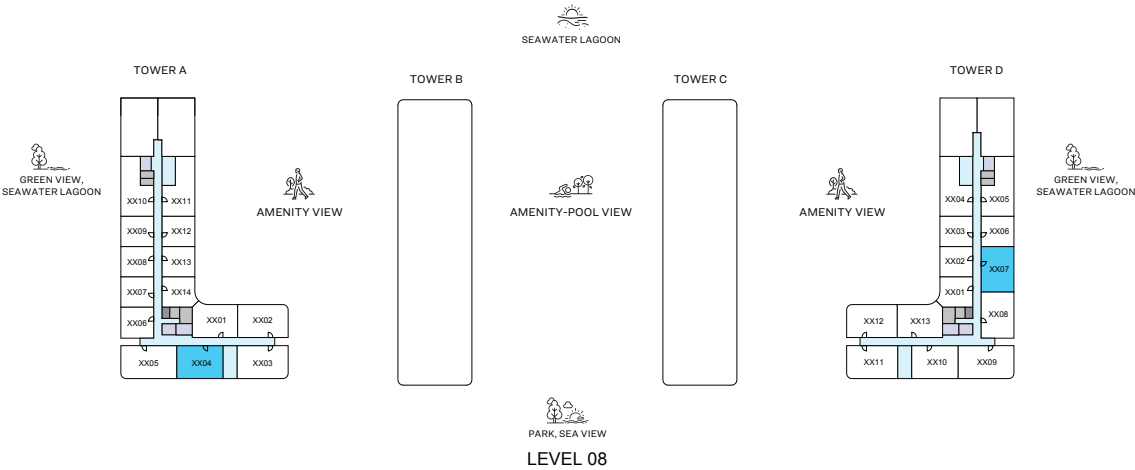 SEAWATER LAGOON
TOWER A
TOWER B
TOWER C
TOWER D
GREEN VIEW,
SEAWATER LAGOON
AMENITY VIEW
AMENITY-POOL VIEW
AMENITY VIEW
GREEN VIEW,
SEAWATER LAGOON
XX10 XX11
XX09 XX12
XX08 XX13
XX07 XX14
XX06 XX01 XX02
XX05 XX04 XX03
XX04 XX05
XX03 XX06
XX02 XX07
XX01
XX08
XX12 XX13
XX11 XX10 XX09
PARK, SEA VIEW
LEVEL 08